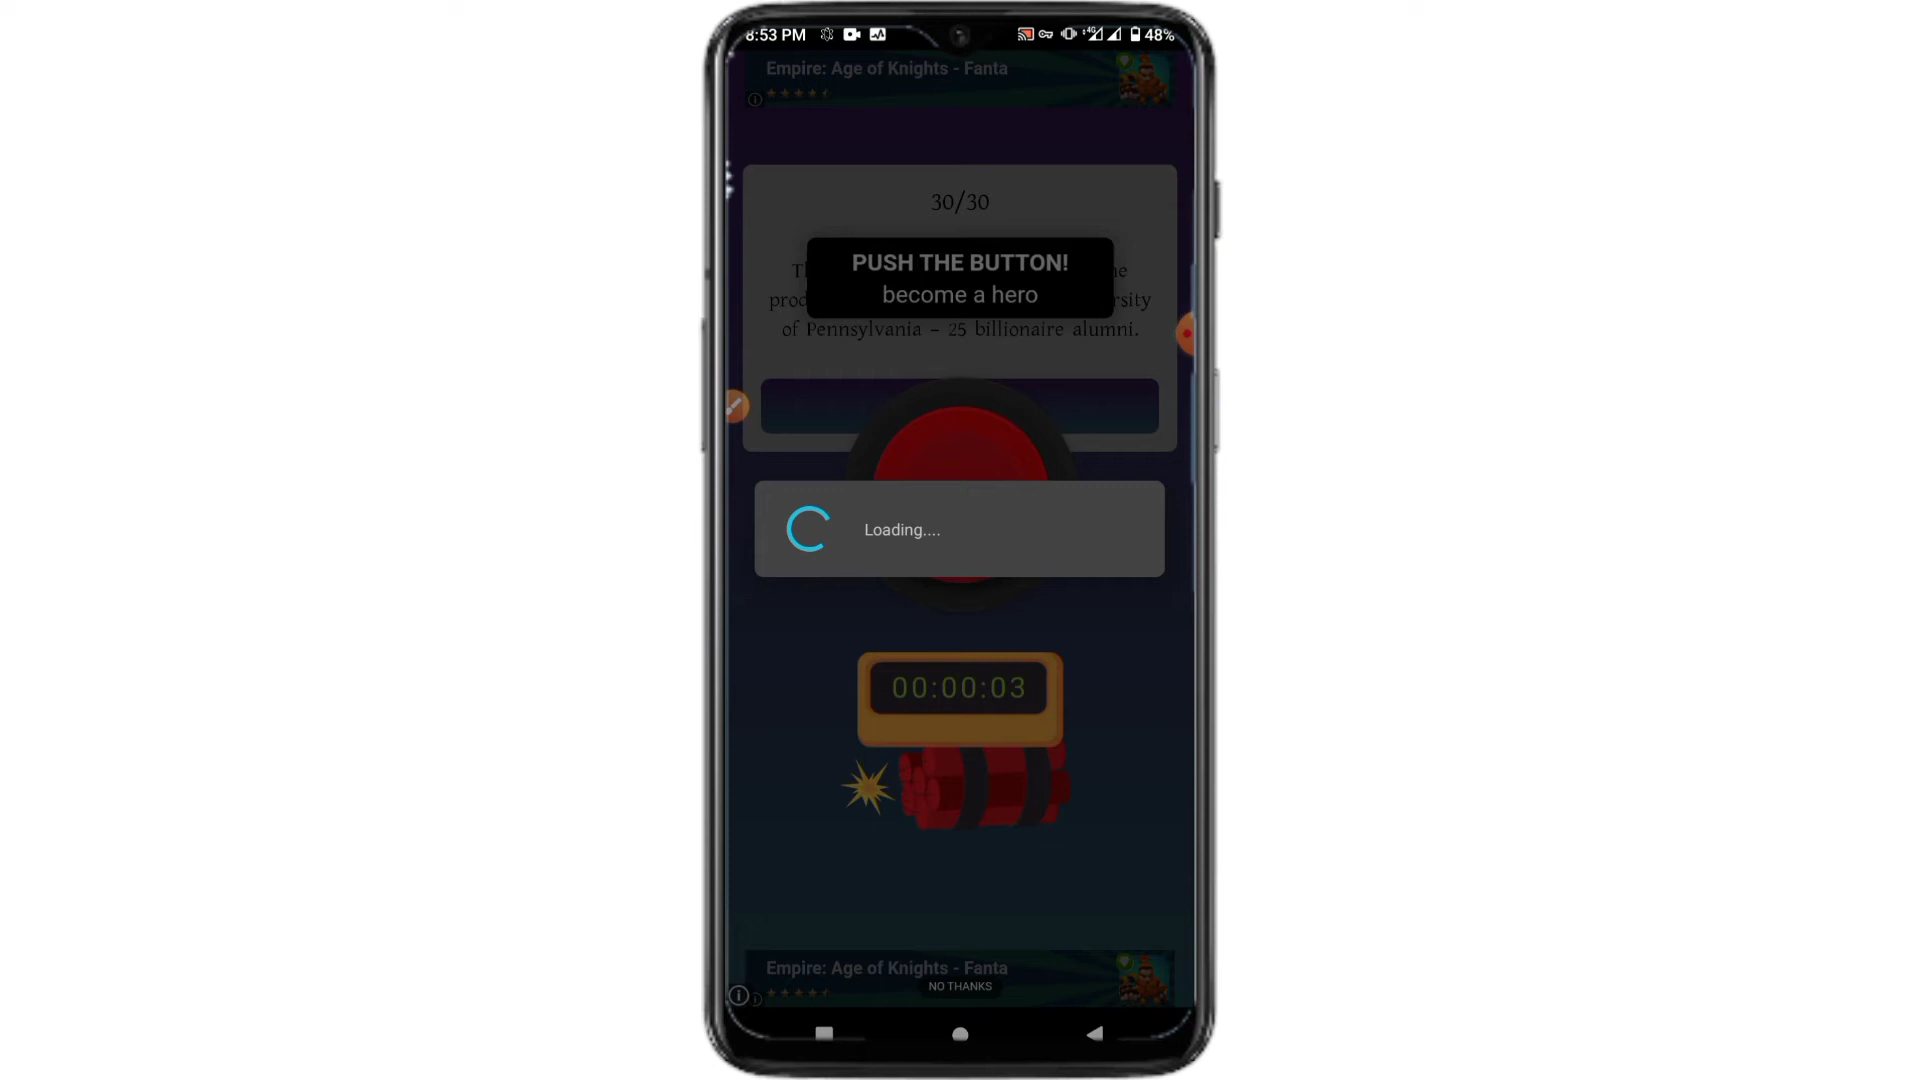 8:53 PM 4G 48%
Empire: Age of Knights - Fanta
30/30
PUSH THE BUTTON!
become a hero
of Pennsylvania – 25 billionaire alumni.
Loading....
00:00:03
Empire: Age of Knights - Fanta
NO THANKS